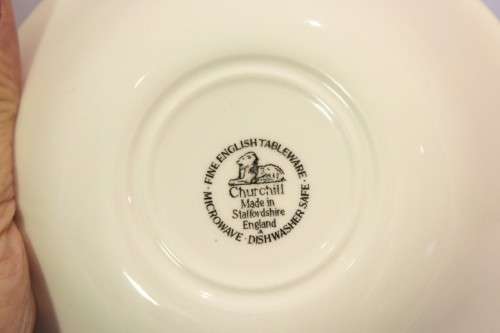 · FINE ENGLISH TABLEWARE ·
Churchill
Made in
Staffordshire
England
A
MICROWAVE · DISHWASHER SAFE